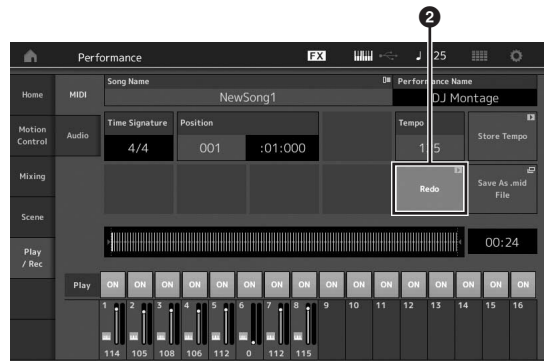 2
Performance FX 25
Home
Motion Control
Mixing
Scene
Play / Rec
MIDI
Audio
Song Name
NewSong1
Performance Name
DJ Montage
Time Signature
4/4
Position
001 :01:000
Tempo
Store Tempo
Redo
Save As .mid File
00:24
Play ON ON ON ON ON ON ON ON ON ON ON ON ON ON ON ON
1 2 3 4 5 6 7 8 9 10 11 12 13 14 15 16
114 105 108 106 112 0 112 115